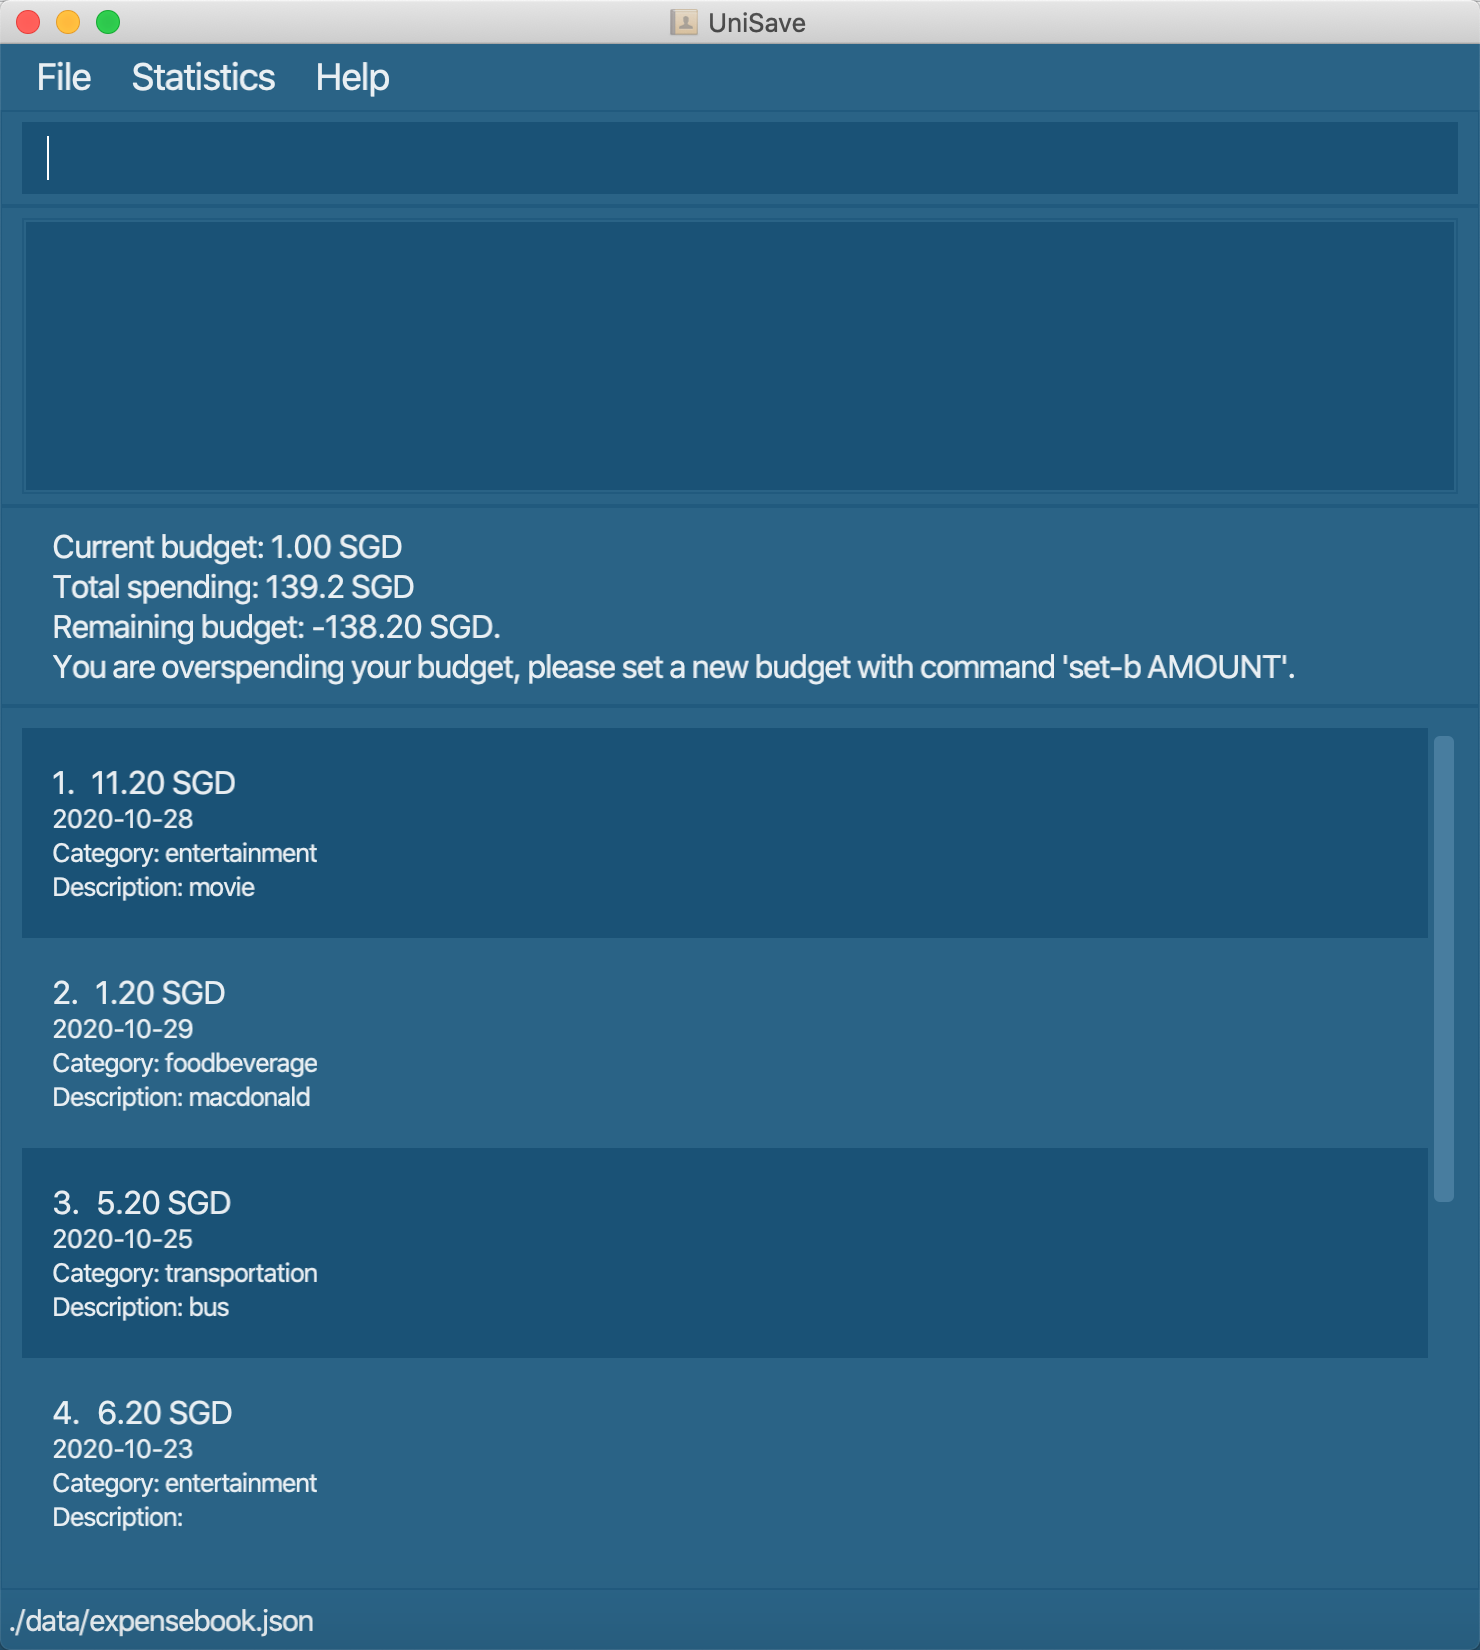 UniSave
File Statistics Help
Current budget: 1.00 SGD
Total spending: 139.2 SGD
Remaining budget: -138.20 SGD.
You are overspending your budget, please set a new budget with command 'set-b AMOUNT'.
1. 11.20 SGD
2020-10-28
Category: entertainment
Description: movie
2. 1.20 SGD
2020-10-29
Category: foodbeverage
Description: macdonald
3. 5.20 SGD
2020-10-25
Category: transportation
Description: bus
4. 6.20 SGD
2020-10-23
Category: entertainment
Description:
./data/expensebook.json